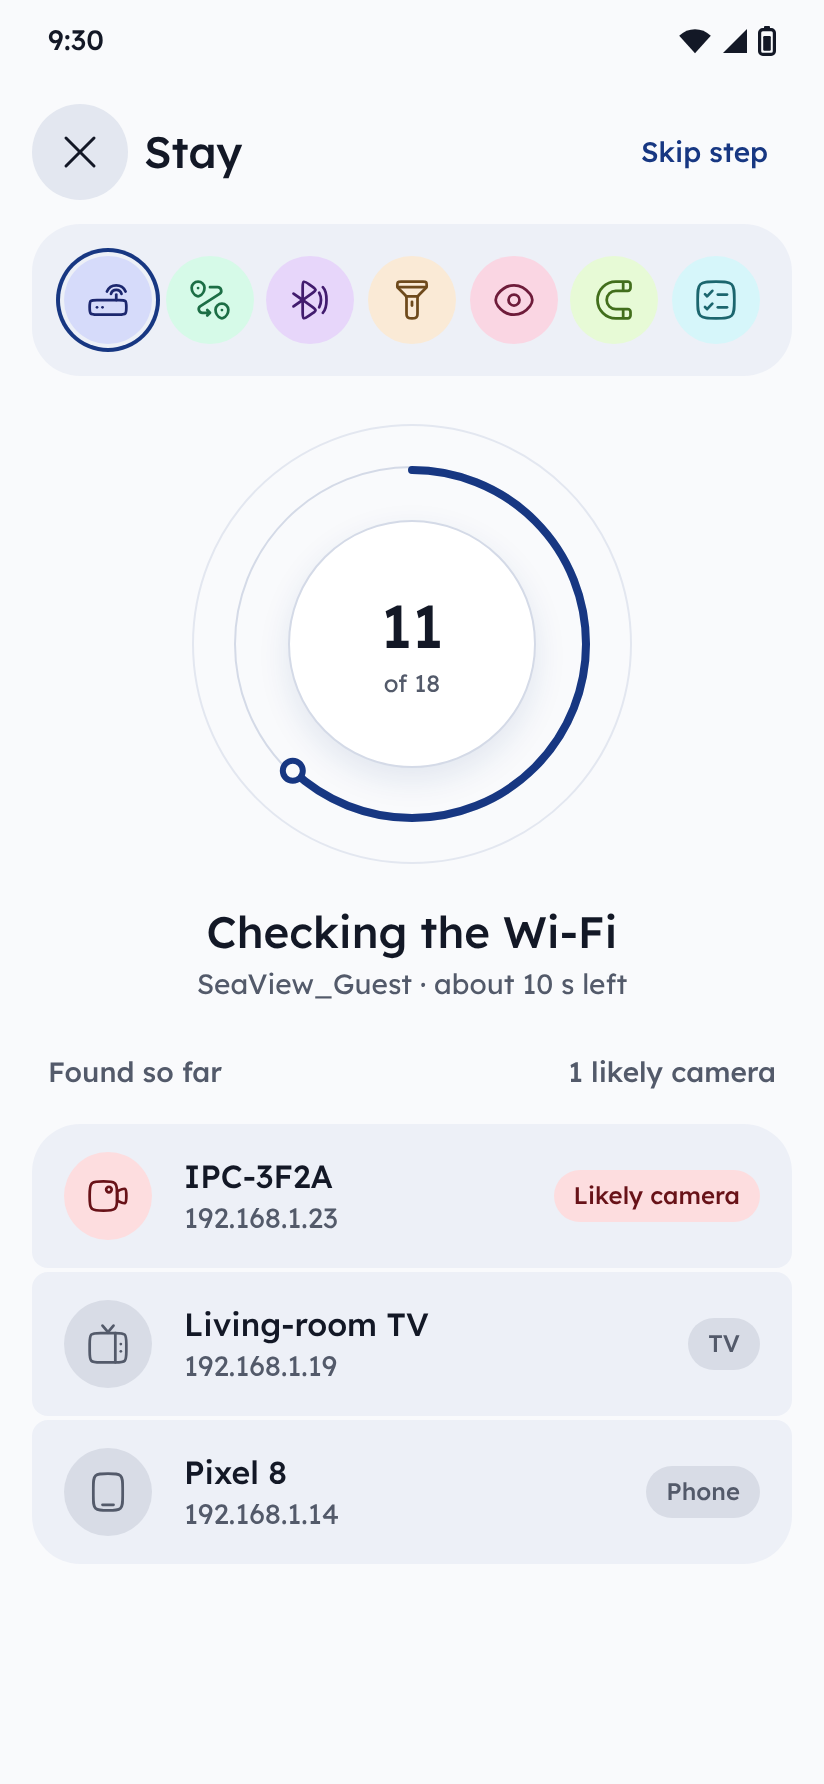 9:30
Stay
Skip step
11
of 18
Checking the Wi-Fi
SeaView_Guest · about 10 s left
Found so far
1 likely camera
IPC-3F2A
192.168.1.23
Likely camera
Living-room TV
192.168.1.19
TV
Pixel 8
192.168.1.14
Phone